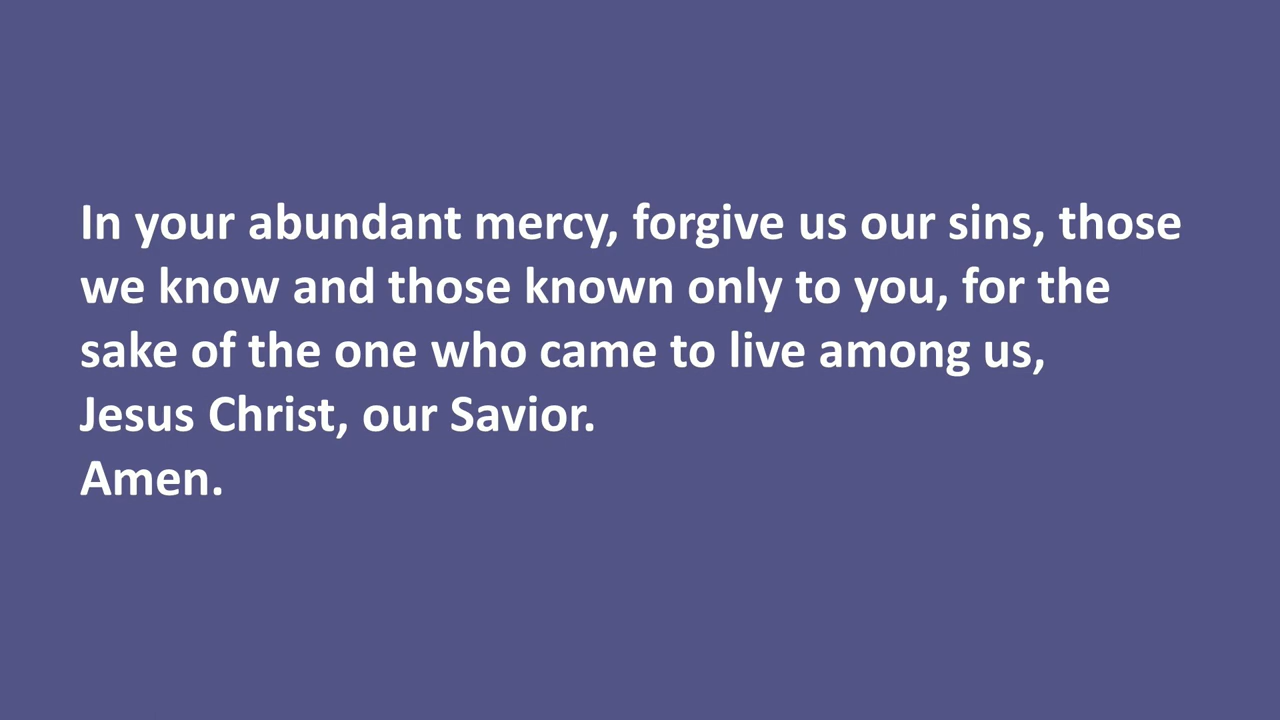 In your abundant mercy, forgive us our sins, those
we know and those known only to you, for the
sake of the one who came to live among us,
Jesus Christ, our Savior.
Amen.